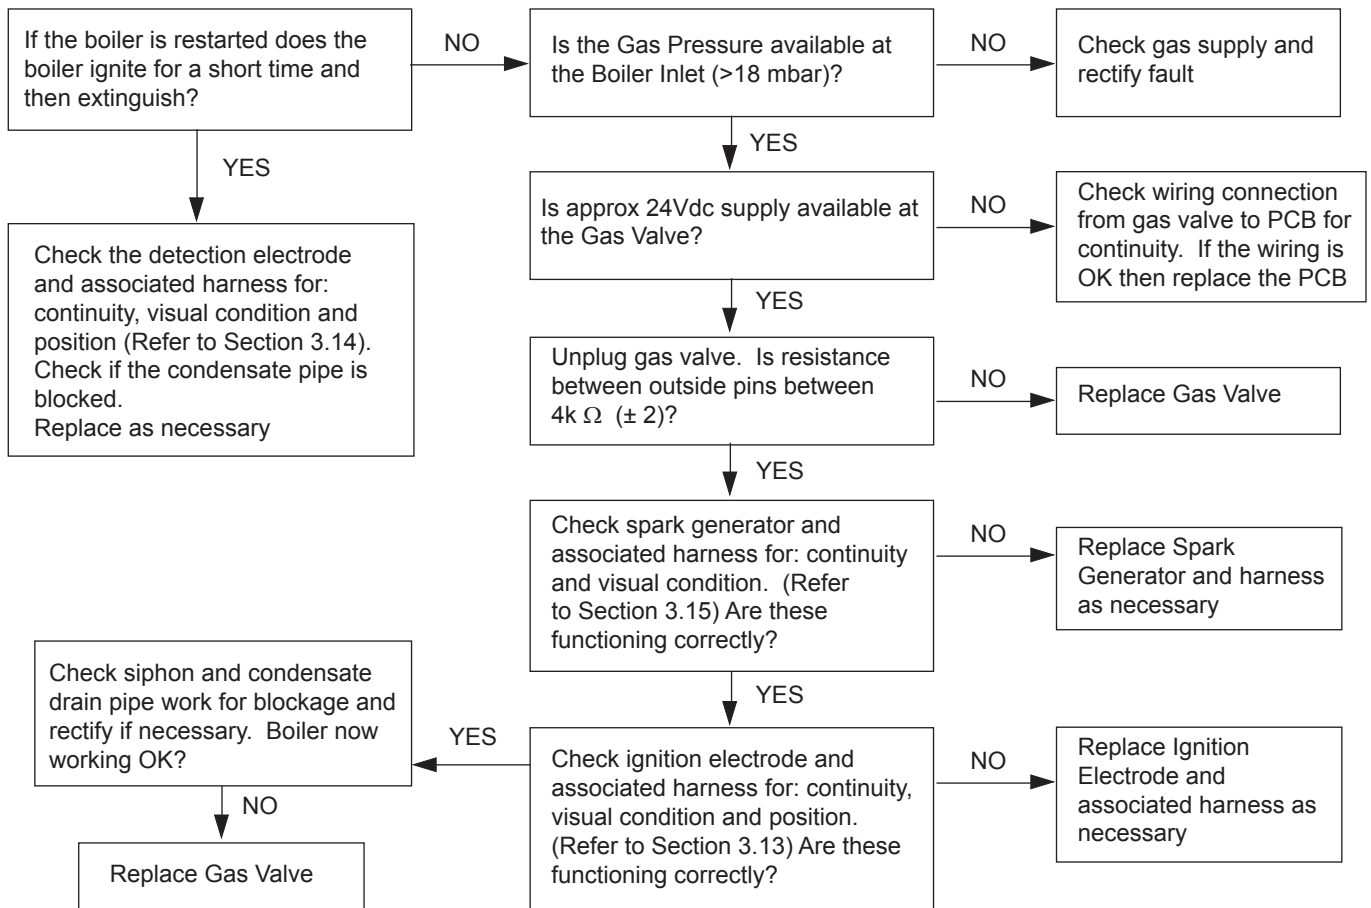 If the boiler is restarted does the
boiler ignite for a short time and
then extinguish?
NO
Is the Gas Pressure available at
the Boiler Inlet (>18 mbar)?
NO
Check gas supply and
rectify fault
YES
YES
Check the detection electrode
and associated harness for:
continuity, visual condition and
position (Refer to Section 3.14).
Check if the condensate pipe is
blocked.
Replace as necessary
Is approx 24Vdc supply available at
the Gas Valve?
NO
Check wiring connection
from gas valve to PCB for
continuity.  If the wiring is
OK then replace the PCB
YES
Unplug gas valve.  Is resistance
between outside pins between
4k Ω  (± 2)?
NO
Replace Gas Valve
YES
Check spark generator and
associated harness for: continuity
and visual condition.  (Refer
to Section 3.15) Are these
functioning correctly?
NO
Replace Spark
Generator and harness
as necessary
YES
Check ignition electrode and
associated harness for: continuity,
visual condition and position.
(Refer to Section 3.13) Are these
functioning correctly?
NO
Replace Ignition
Electrode and
associated harness as
necessary
YES
Check siphon and condensate
drain pipe work for blockage and
rectify if necessary.  Boiler now
working OK?
NO
Replace Gas Valve